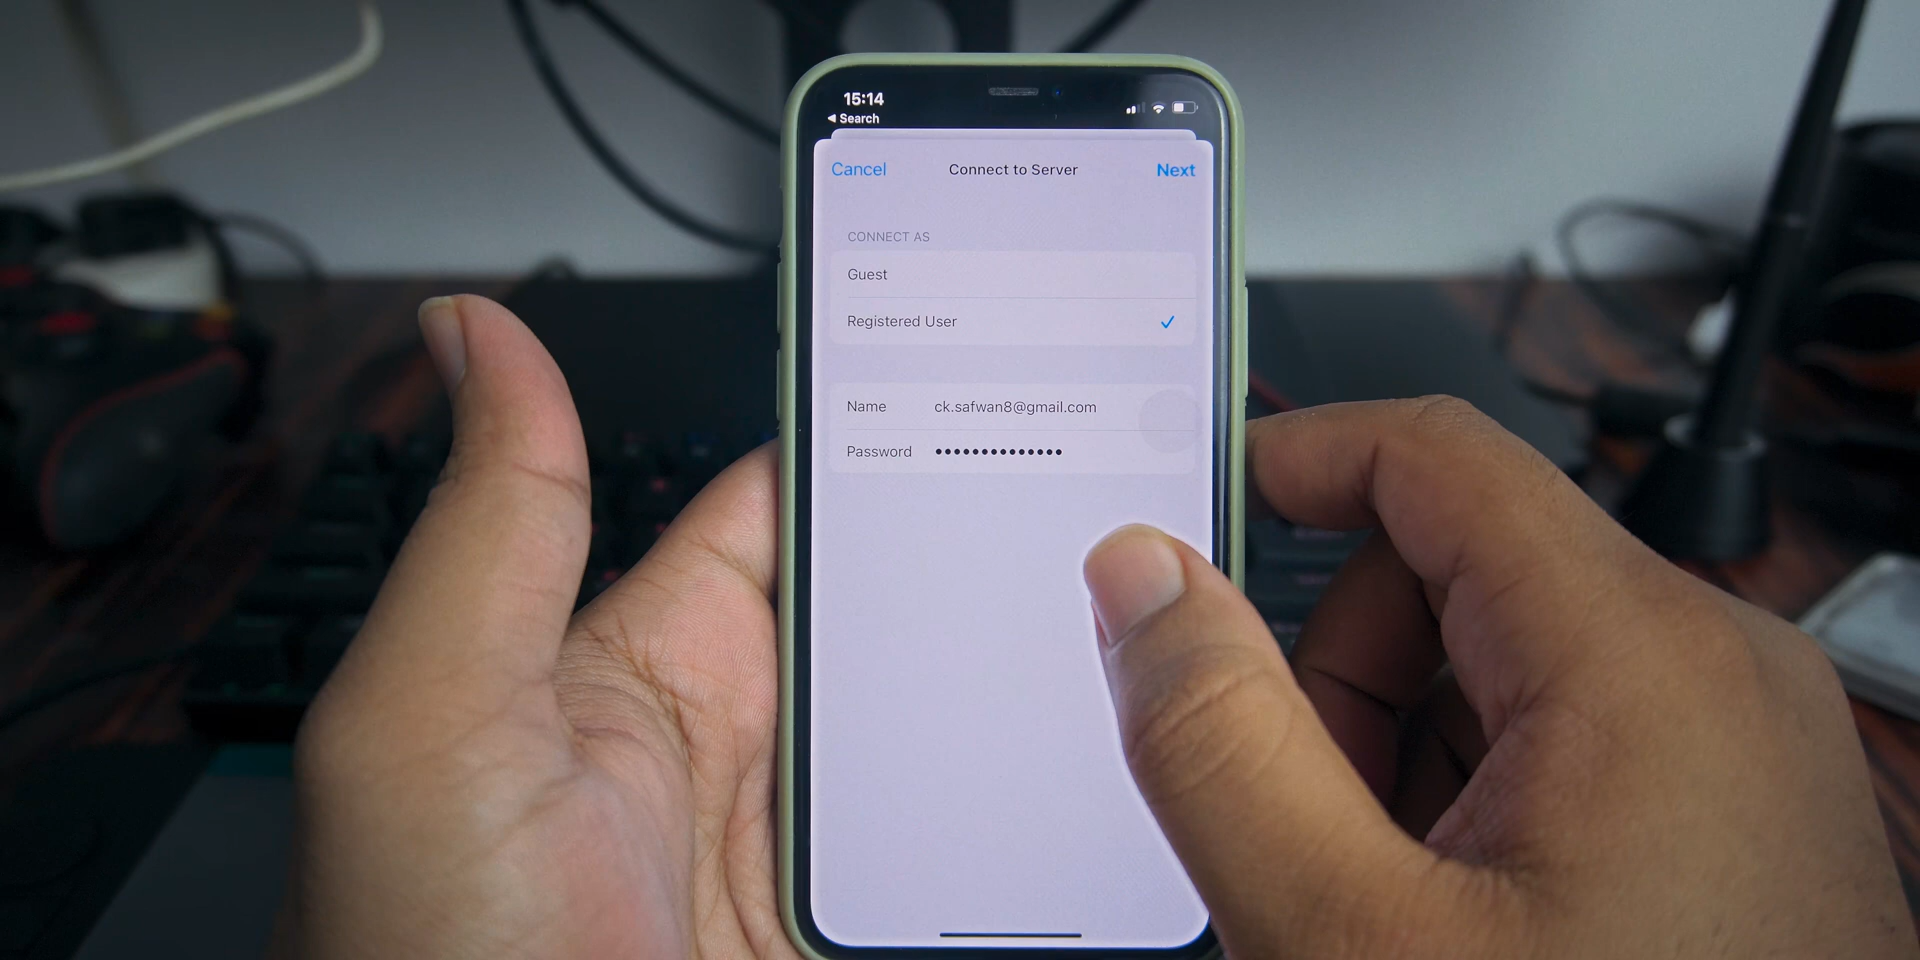 15:14
◀ Search
Cancel Connect to Server Next
CONNECT AS
Guest
Registered User
Name ck.safwan8@gmail.com
Password ••••••••••••••